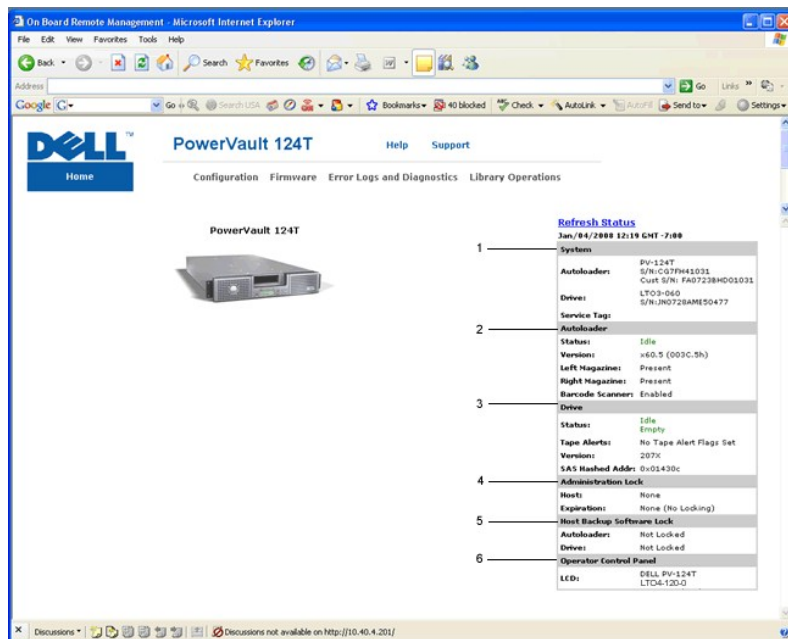 On Board Remote Management - Microsoft Internet Explorer
File Edit View Favorites Tools Help
Back Search Favorites
Address Go Links »
Google G Go Search USA Bookmarks 40 blocked Check AutoLink AutoFill Send to Settings
DELL™ PowerVault 124T Help Support
Home Configuration Firmware Error Logs and Diagnostics Library Operations
PowerVault 124T
Refresh Status
Jan/04/2008 12:19 GMT -7:00
1 System
Autoloader: PV-124T
S/N:CG7FH41031
Cust S/N: FA0723BHD01031
Drive: LTO3-060
S/N:JN0728AME50477
Service Tag:
2 Autoloader
Status: Idle
Version: x60.5 (003C.5h)
Left Magazine: Present
Right Magazine: Present
Barcode Scanner: Enabled
3 Drive
Status: Idle
Empty
Tape Alerts: No Tape Alert Flags Set
Version: 207X
SAS Hashed Addr: 0x01430c
4 Administration Lock
Host: None
Expiration: None (No Locking)
5 Host Backup Software Lock
Autoloader: Not Locked
Drive: Not Locked
6 Operator Control Panel
LCD: DELL PV-124T
LTO4-120-0
Discussions Discussions not available on http://10.40.4.201/